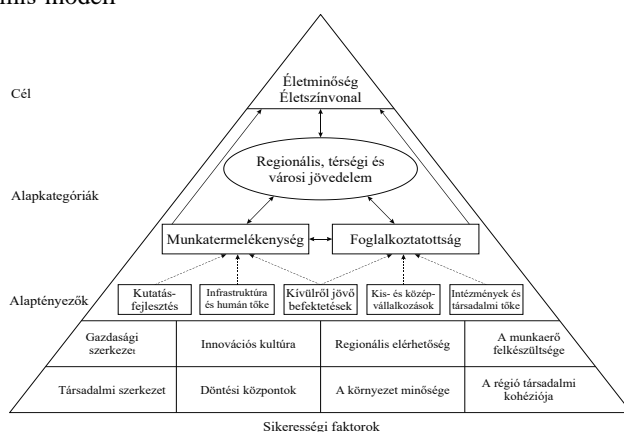 Életminőség
Életszínvonal
Cél
Regionális, térségi és
városi jövedelem
Alapkategóriák
Munkatermelékenység
Foglalkoztatottság
Alaptényezők
Kutatás-
fejlesztés
Infrastruktúra
és humán tőke
Kívülről jövő
befektetések
Kis- és közép-
vállalkozások
Intézmények és
társadalmi tőke
Gazdasági
szerkezet
Innovációs kultúra
Regionális elérhetőség
A munkaerő
felkészültsége
Társadalmi szerkezet
Döntési központok
A környezet minősége
A régió társadalmi
kohéziója
Sikerességi faktorok